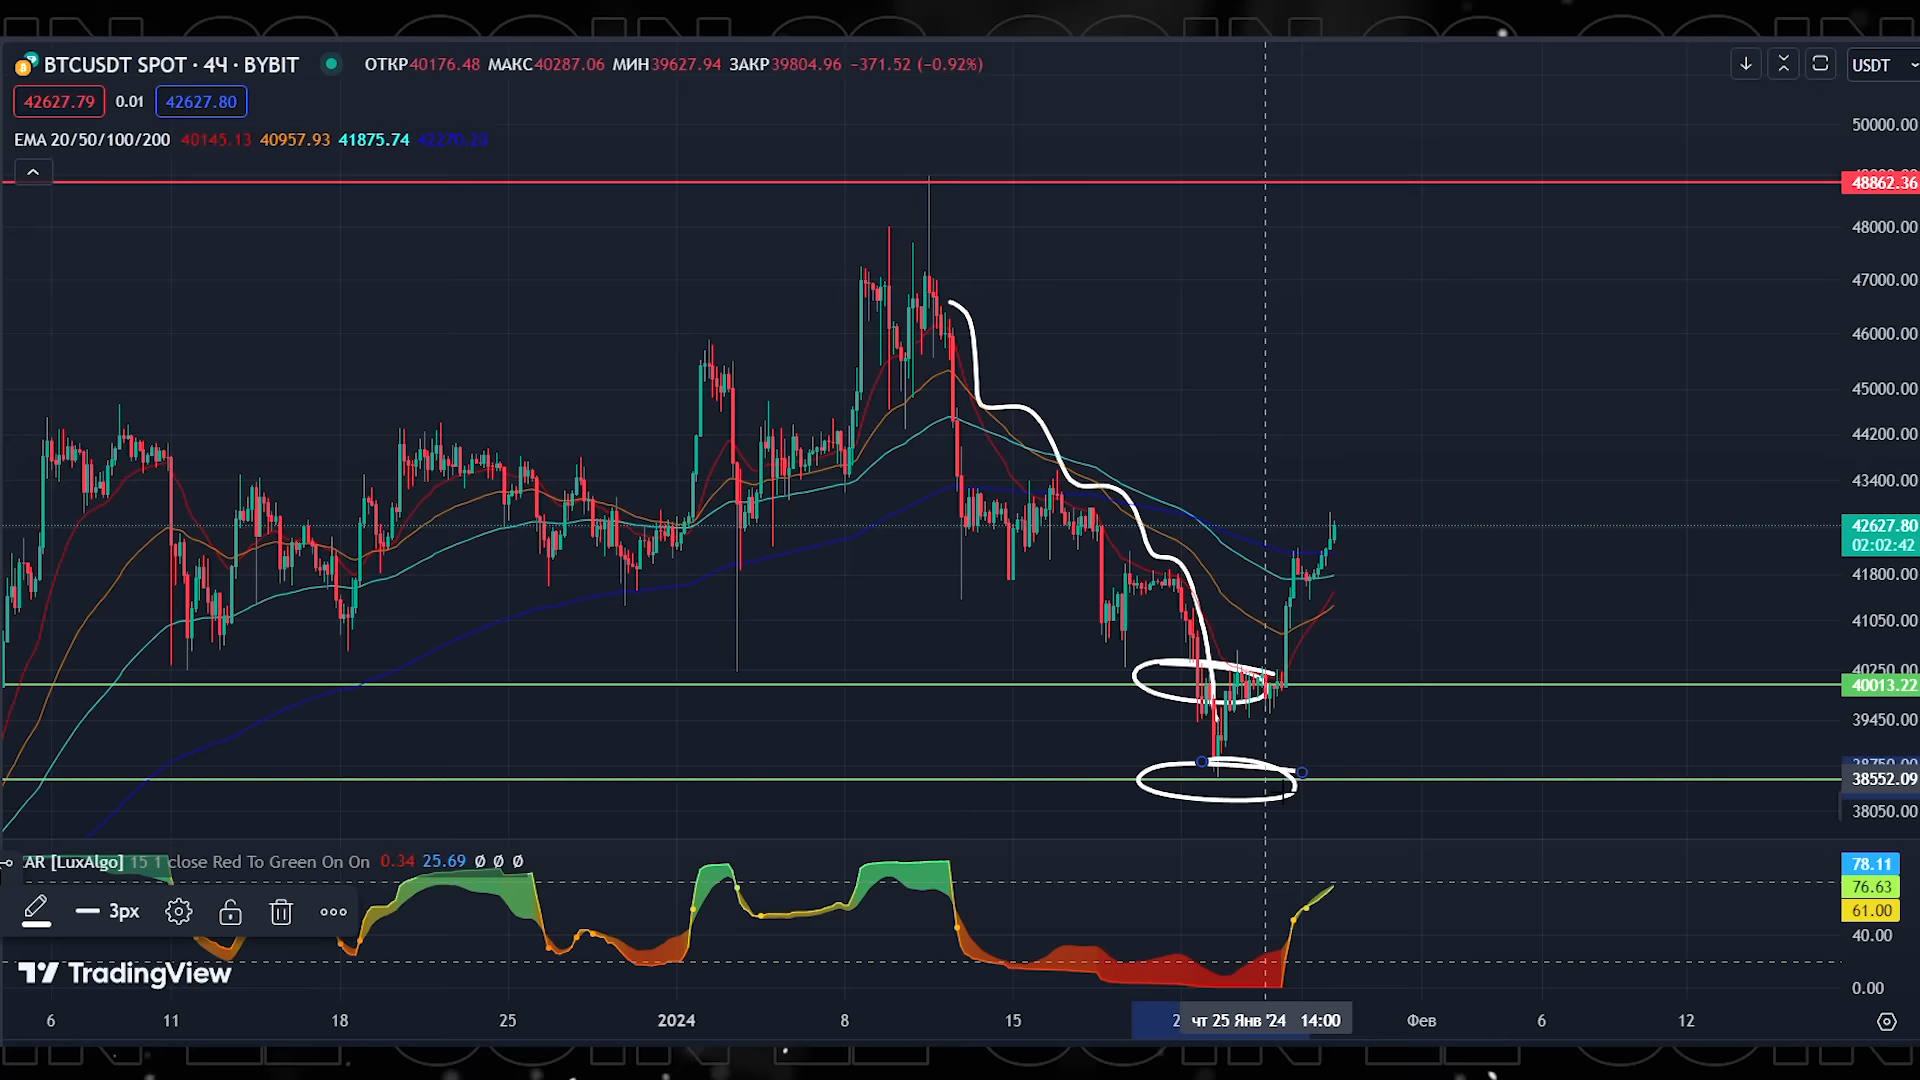 BTCUSDT SPOT · 4Ч · BYBIT ОТКР40176.48 МАКС40287.06 МИН39627.94 ЗАКР39804.96 −371.52 (−0.92%)
USDT
42627.79 0.01 42627.80
EMA 20/50/100/200 40145.13 40957.93 41875.74 42270.20
50000.00
48862.36
48000.00
47000.00
46000.00
45000.00
44200.00
43400.00
42627.80
02:02:42
41800.00
41050.00
40250.00
40013.22
39450.00
38552.09
38050.00
AR [LuxAlgo] 15 1 close Red To Green On On 0.34 25.69 Ø Ø Ø
78.11
76.63
61.00
3px
40.00
TradingView
0.00
6 11 18 25 2024 8 15 2 чт 25 Янв '24 14:00 Фев 6 12